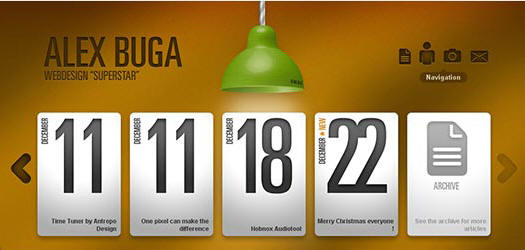 ALEX BUGA
WEBDESIGN "SUPERSTAR"
Navigation
DECEMBER
11
Time Tuner by Antrepo
Design
DECEMBER
11
One pixel can make the
difference
DECEMBER
18
Hobnox Audiotool
DECEMBER ★ NEW
22
Merry Christmas everyone
!
ARCHIVE
See the archive for more
articles